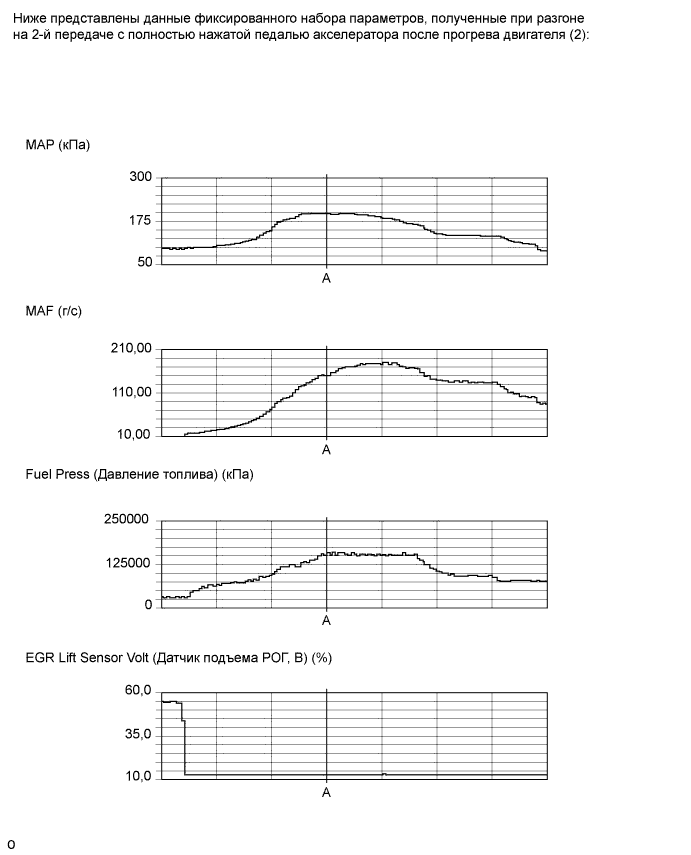 Ниже представлены данные фиксированного набора параметров, полученные при разгоне
на 2-й передаче с полностью нажатой педалью акселератора после прогрева двигателя (2):
MAP (кПа)
300
175
50
A
MAF (г/с)
210,00
110,00
10,00
A
Fuel Press (Давление топлива) (кПа)
250000
125000
0
A
EGR Lift Sensor Volt (Датчик подъема РОГ, В) (%)
60,0
35,0
10,0
A
O